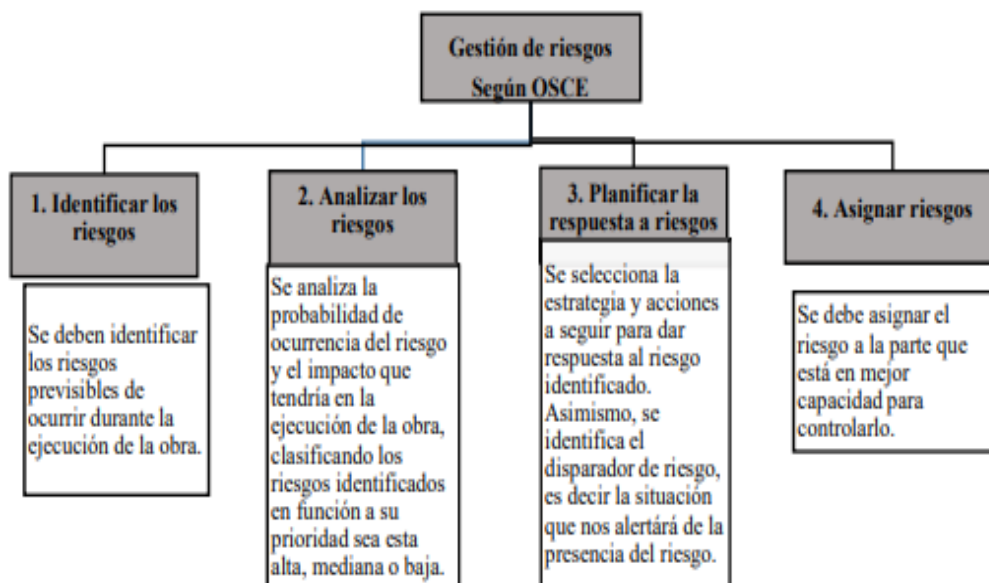 Gestión de riesgos
Según OSCE
1. Identificar los
riesgos
Se deben identificar
los riesgos
previsibles de
ocurrir durante la
ejecución de la obra.
2. Analizar los
riesgos
Se analiza la
probabilidad de
ocurrencia del riesgo
y el impacto que
tendría en la
ejecución de la obra,
clasificando los
riesgos identificados
en función a su
prioridad sea esta
alta, mediana o baja.
3. Planificar la
respuesta a riesgos
Se selecciona la
estrategia y acciones
a seguir para dar
respuesta al riesgo
identificado.
Asimismo, se
identifica el
disparador de riesgo,
es decir la situación
que nos alertárá de la
presencia del riesgo.
4. Asignar riesgos
Se debe asignar el
riesgo a la parte que
está en mejor
capacidad para
controlarlo.